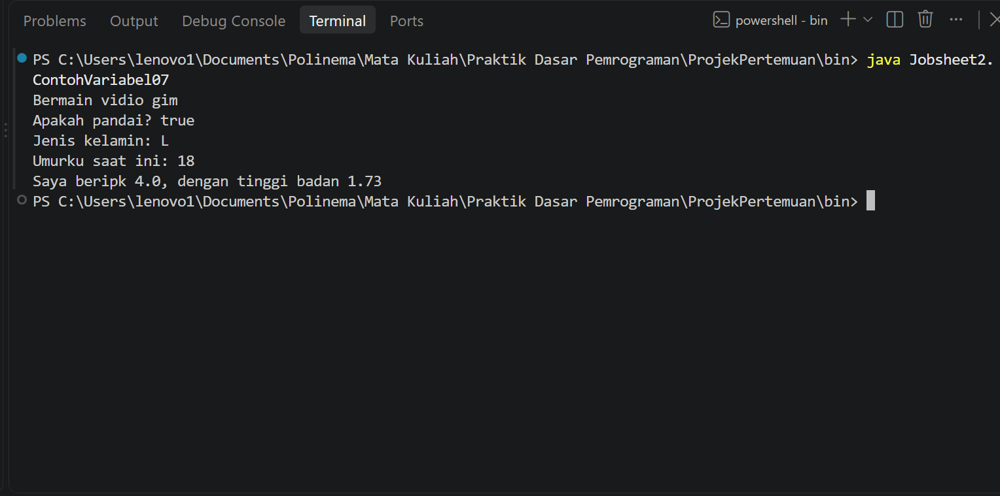 Problems Output Debug Console Terminal Ports powershell - bin
PS C:\Users\lenovo1\Documents\Polinema\Mata Kuliah\Praktik Dasar Pemrograman\ProjekPertemuan\bin> java Jobsheet2.
ContohVariabel07
Bermain vidio gim
Apakah pandai? true
Jenis kelamin: L
Umurku saat ini: 18
Saya beripk 4.0, dengan tinggi badan 1.73
PS C:\Users\lenovo1\Documents\Polinema\Mata Kuliah\Praktik Dasar Pemrograman\ProjekPertemuan\bin>